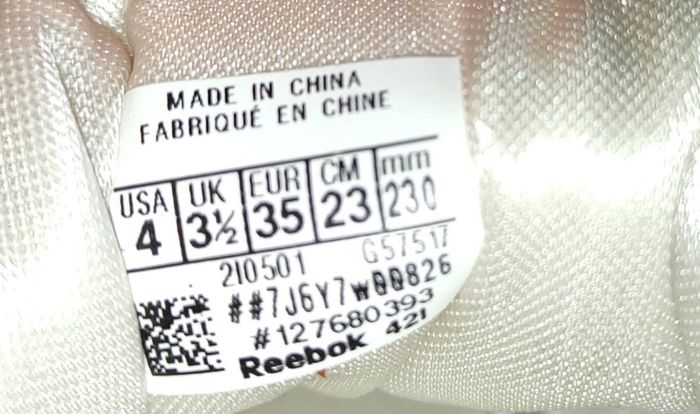 MADE IN CHINA
FABRIQUÉ EN CHINE
USA UK EUR CM mm
4 3½ 35 23 230
210501 G57517
##7J6Y7w00826
#127680393
Reebok 421